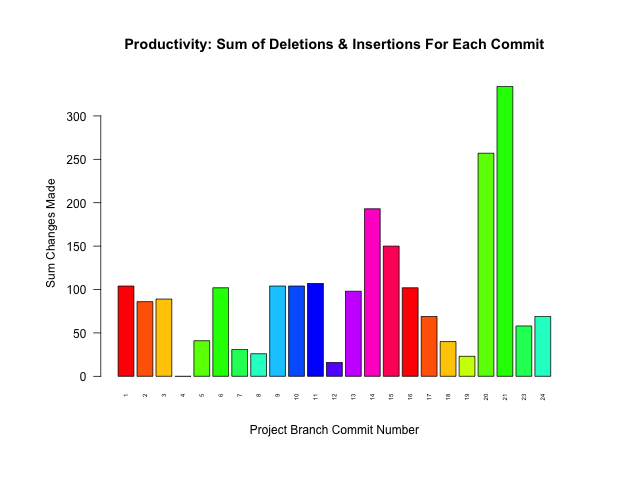 Productivity: Sum of Deletions & Insertions For Each Commit
Sum Changes Made
300
250
200
150
100
50
0
1 2 3 4 5 6 7 8 9 10 11 12 13 14 15 16 17 18 19 20 21 23 24
Project Branch Commit Number